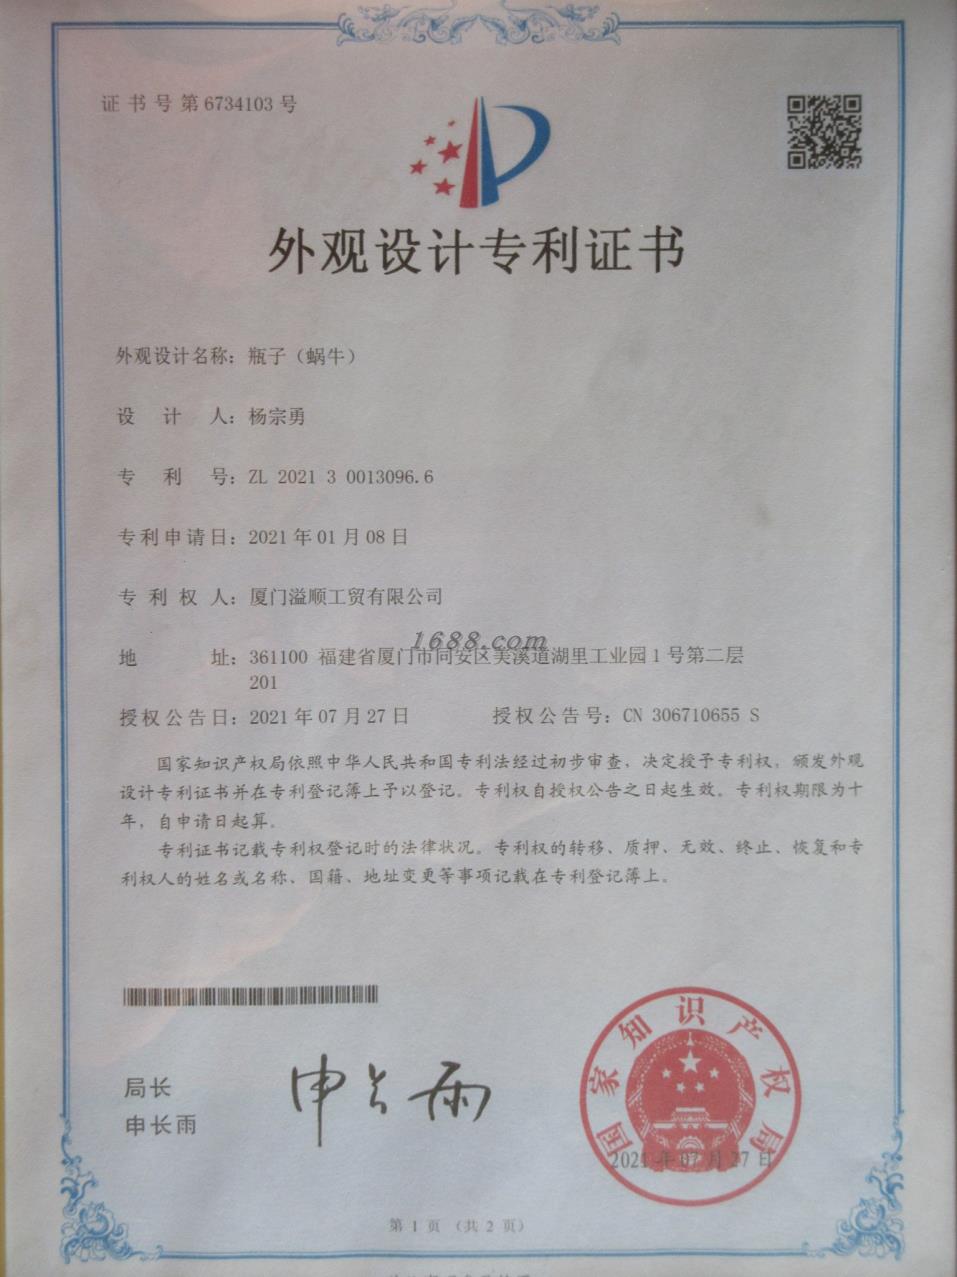 证书号第6734103号
外观设计专利证书
外观设计名称：瓶子（蜗牛）
设计人：杨宗勇
专利号：ZL 2021 3 0013096.6
专利申请日：2021年01月08日
专利权人：厦门溢顺工贸有限公司
1688.com
地址：361100 福建省厦门市同安区美溪道湖里工业园1号第二层
201
授权公告日：2021年07月27日 授权公告号：CN 306710655 S
国家知识产权局依照中华人民共和国专利法经过初步审查，决定授予专利权，颁发外观
设计专利证书并在专利登记簿上予以登记。专利权自授权公告之日起生效。专利权期限为十
年，自申请日起算。
专利证书记载专利权登记时的法律状况。专利权的转移、质押、无效、终止、恢复和专
利权人的姓名或名称、国籍、地址变更等事项记载在专利登记簿上。
局长
申长雨
申长雨
国家知识产权局
2021年07月27日
第1页（共2页）